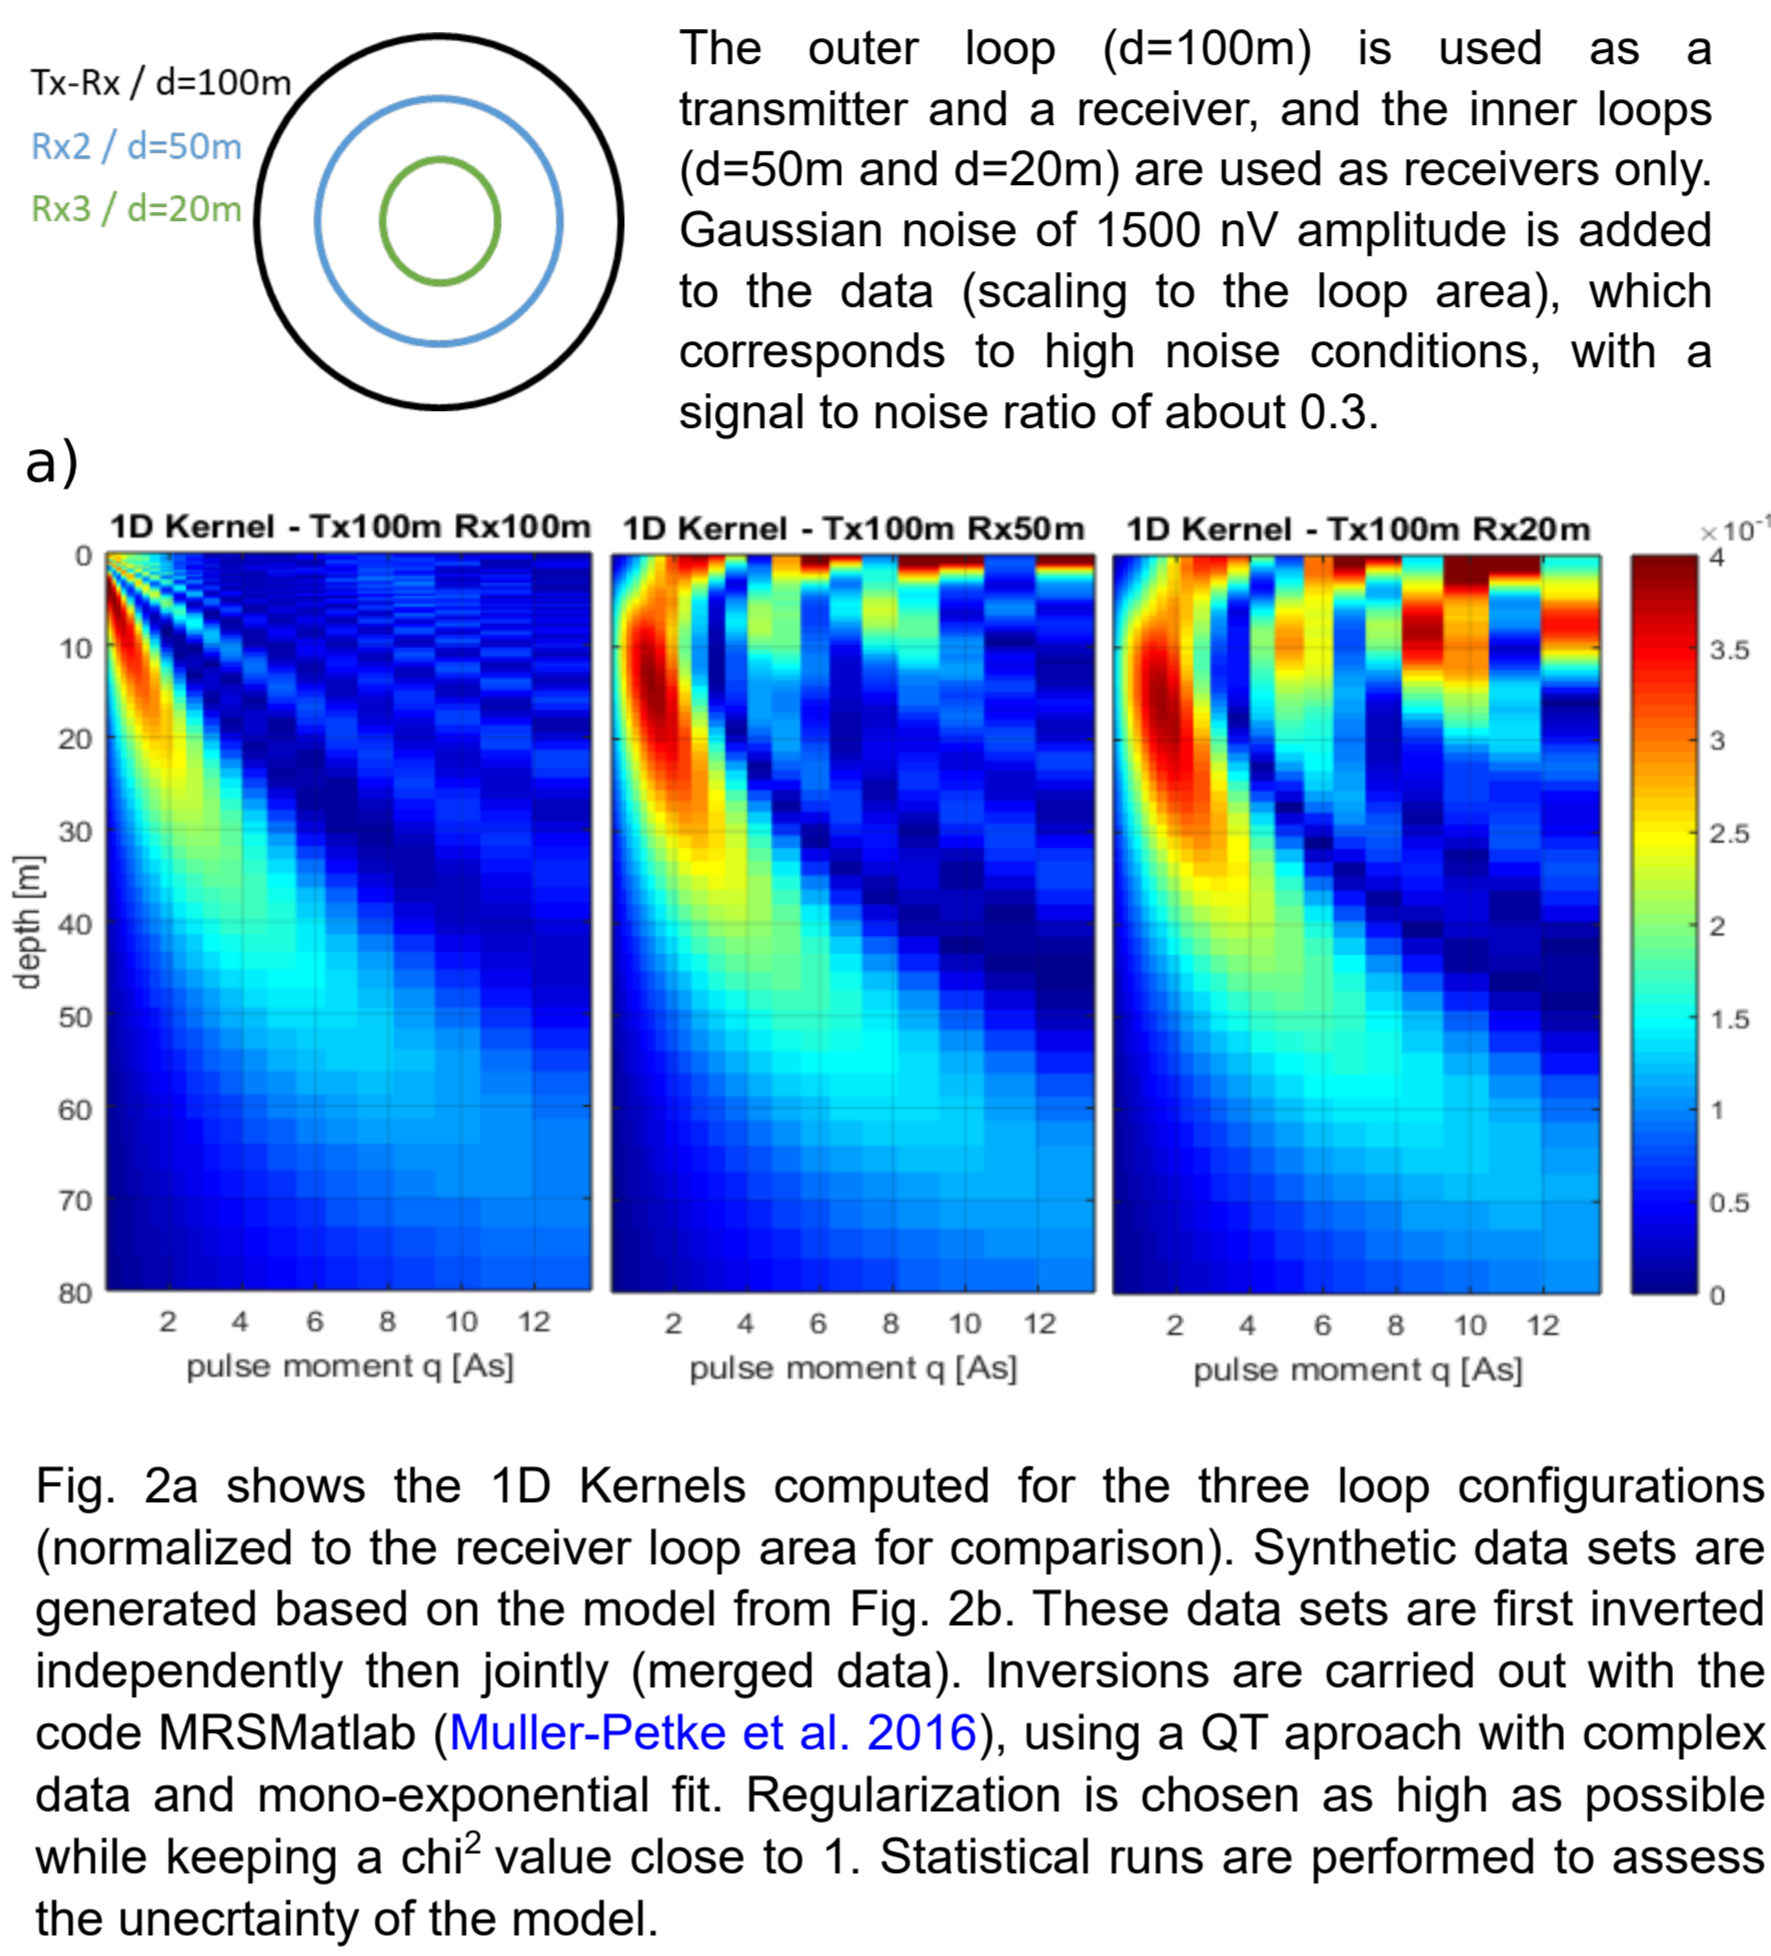 Tx-Rx / d=100m
Rx2 / d=50m
Rx3 / d=20m
The outer loop (d=100m) is used as a
transmitter and a receiver, and the inner loops
(d=50m and d=20m) are used as receivers only.
Gaussian noise of 1500 nV amplitude is added
to the data (scaling to the loop area), which
corresponds to high noise conditions, with a
signal to noise ratio of about 0.3.
a)
1D Kernel - Tx100m Rx100m
1D Kernel - Tx100m Rx50m
1D Kernel - Tx100m Rx20m
×10⁻¹
depth [m]
0
10
20
30
40
50
60
70
80
2 4 6 8 10 12
pulse moment q [As]
2 4 6 8 10 12
pulse moment q [As]
2 4 6 8 10 12
pulse moment q [As]
4
3.5
3
2.5
2
1.5
1
0.5
0
Fig. 2a shows the 1D Kernels computed for the three loop configurations
(normalized to the receiver loop area for comparison). Synthetic data sets are
generated based on the model from Fig. 2b. These data sets are first inverted
independently then jointly (merged data). Inversions are carried out with the
code MRSMatlab (Muller-Petke et al. 2016), using a QT aproach with complex
data and mono-exponential fit. Regularization is chosen as high as possible
while keeping a chi² value close to 1. Statistical runs are performed to assess
the unecrtainty of the model.